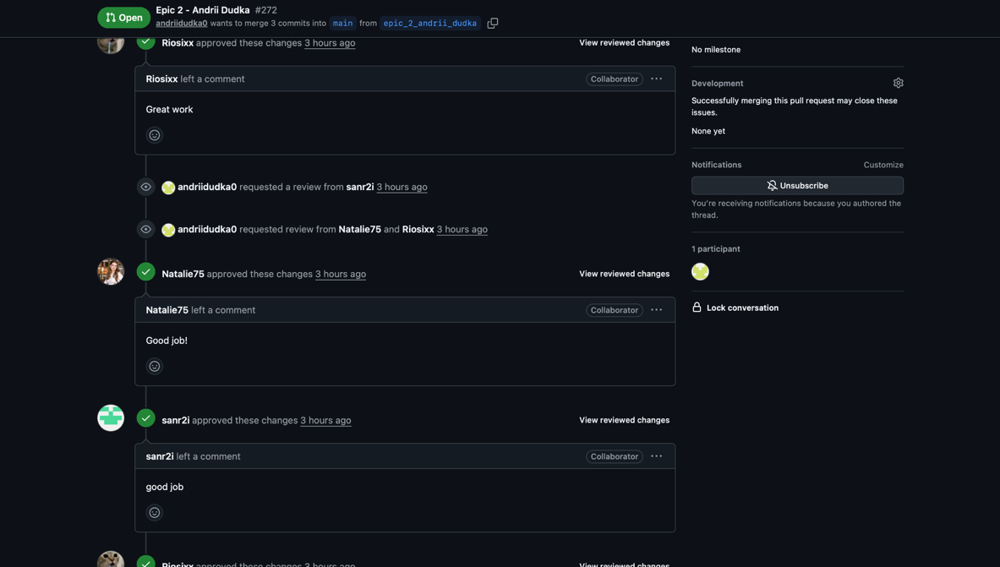 Open
Epic 2 - Andrii Dudka #272
andriidudka0 wants to merge 3 commits into main from epic_2_andrii_dudka
Riosixx approved these changes 3 hours ago
View reviewed changes
Riosixx left a comment
Collaborator
Great work
andriidudka0 requested a review from sanr2i 3 hours ago
andriidudka0 requested review from Natalie75 and Riosixx 3 hours ago
Natalie75 approved these changes 3 hours ago
View reviewed changes
Natalie75 left a comment
Collaborator
Good job!
sanr2i approved these changes 3 hours ago
View reviewed changes
sanr2i left a comment
Collaborator
good job
Riosixx approved these changes 3 hours ago
View reviewed changes
No milestone
Development
Successfully merging this pull request may close these
issues.
None yet
Notifications
Customize
Unsubscribe
You're receiving notifications because you authored the
thread.
1 participant
Lock conversation